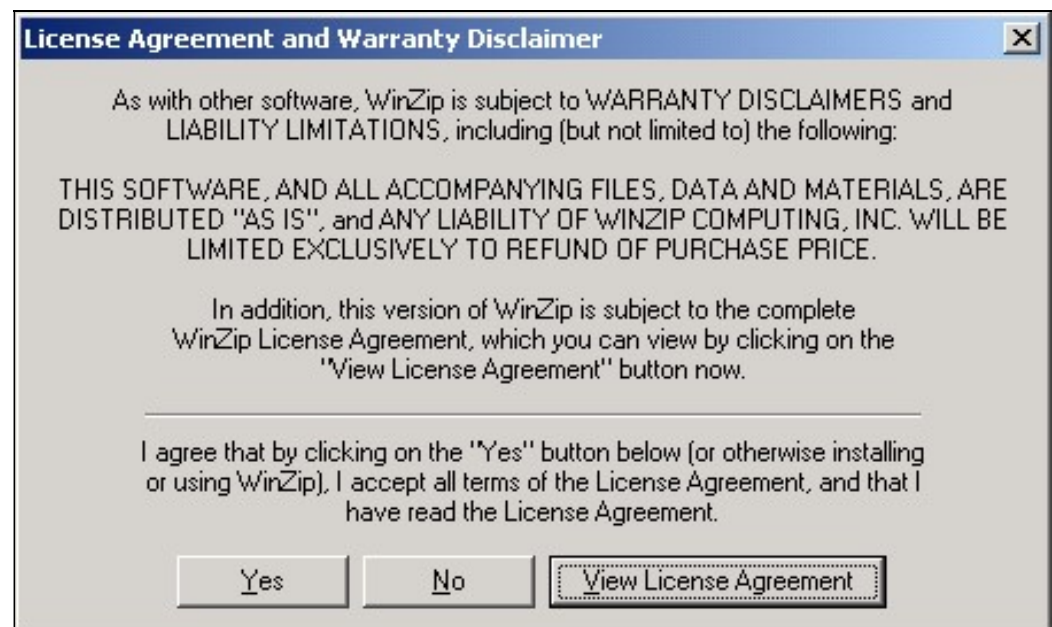 License Agreement and Warranty Disclaimer
As with other software, WinZip is subject to WARRANTY DISCLAIMERS and
LIABILITY LIMITATIONS, including (but not limited to) the following:
THIS SOFTWARE, AND ALL ACCOMPANYING FILES, DATA AND MATERIALS, ARE
DISTRIBUTED "AS IS", and ANY LIABILITY OF WINZIP COMPUTING, INC. WILL BE
LIMITED EXCLUSIVELY TO REFUND OF PURCHASE PRICE.
In addition, this version of WinZip is subject to the complete
WinZip License Agreement, which you can view by clicking on the
"View License Agreement" button now.
I agree that by clicking on the "Yes" button below (or otherwise installing
or using WinZip), I accept all terms of the License Agreement, and that I
have read the License Agreement.
Yes No View License Agreement